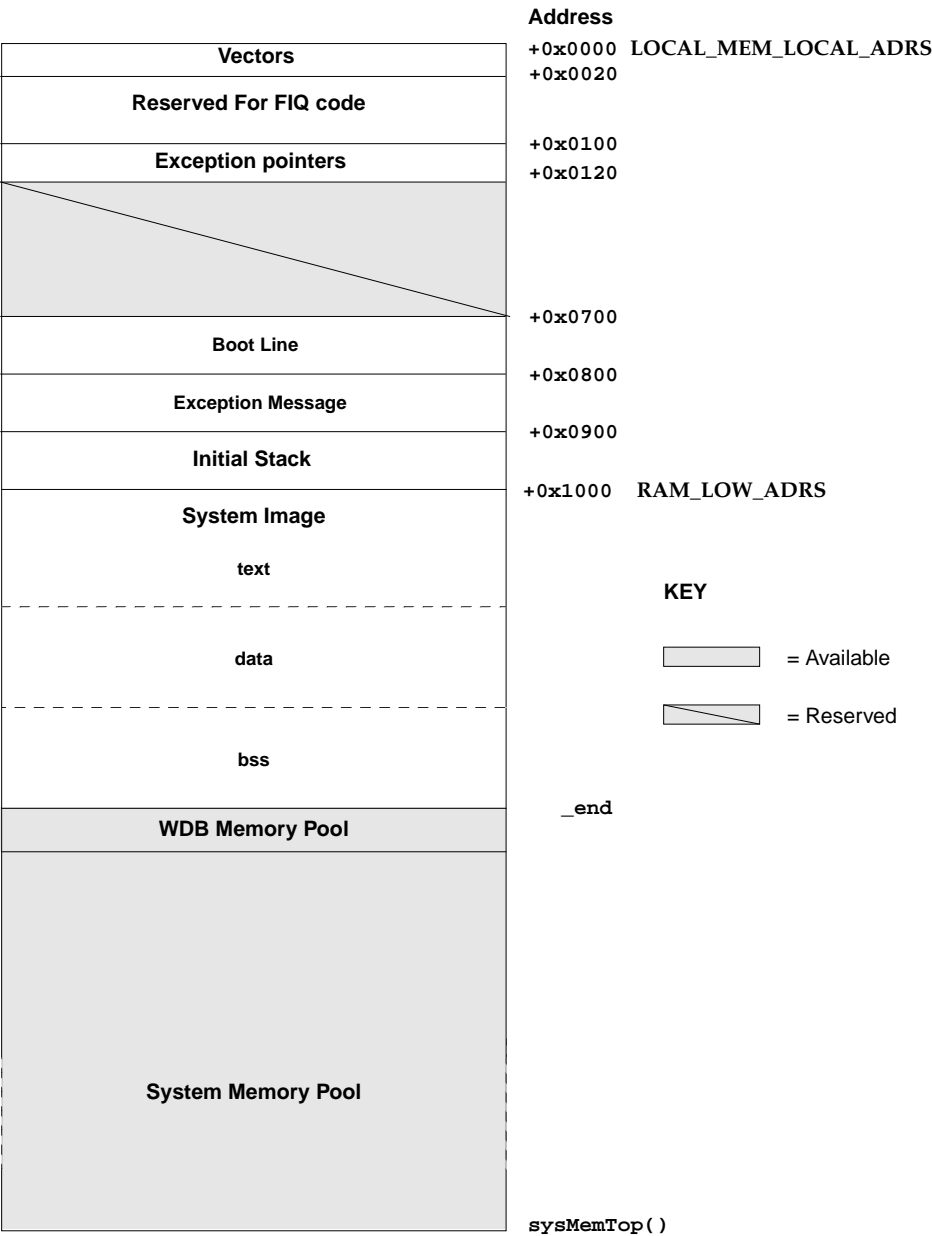 Address
Vectors
+0x0000 LOCAL_MEM_LOCAL_ADRS
+0x0020
Reserved For FIQ code
+0x0100
Exception pointers
+0x0120
+0x0700
Boot Line
+0x0800
Exception Message
+0x0900
Initial Stack
+0x1000 RAM_LOW_ADRS
System Image
text
KEY
data
= Available
= Reserved
bss
_end
WDB Memory Pool
System Memory Pool
sysMemTop()